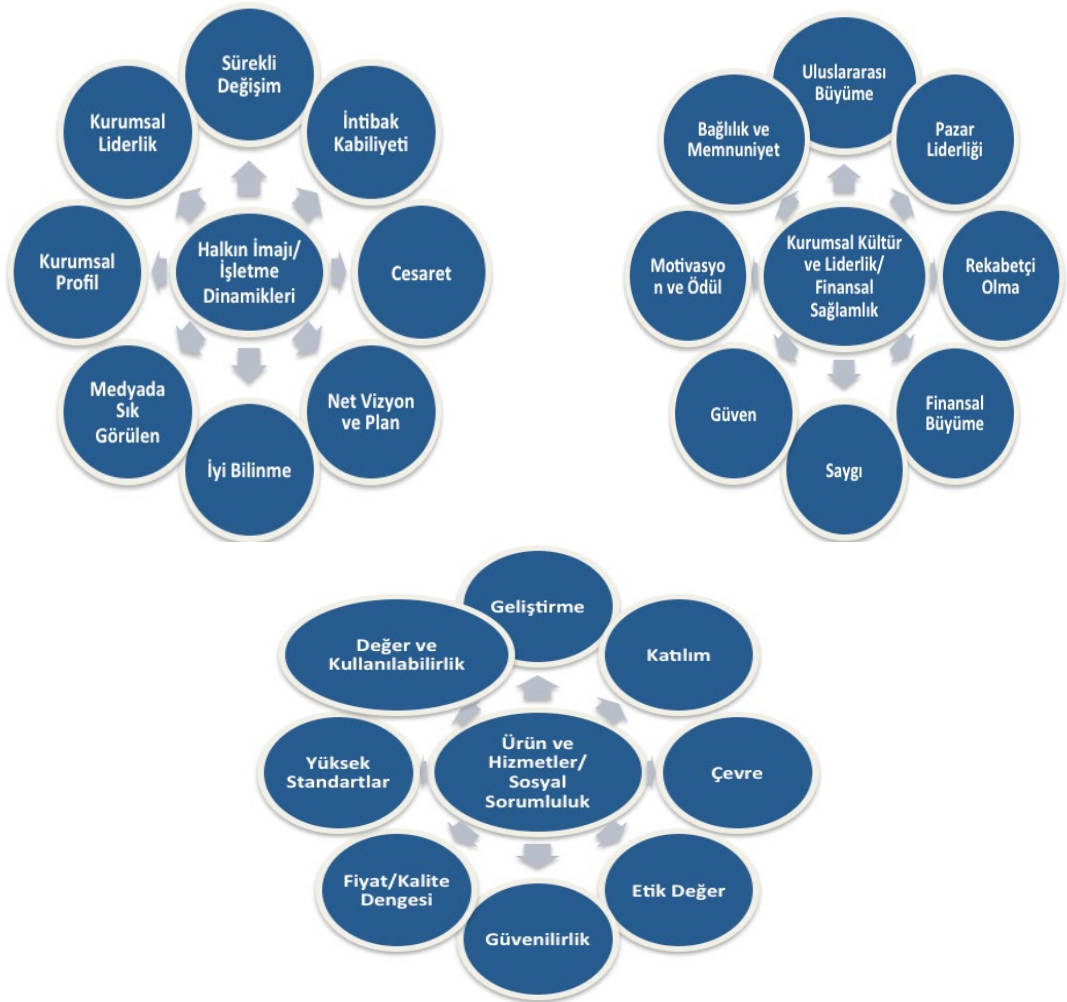 Sürekli
Değişim
İntibak
Kabiliyeti
Cesaret
Net Vizyon
ve Plan
İyi Bilinme
Medyada
Sık
Görülen
Kurumsal
Profil
Kurumsal
Liderlik
Halkın İmajı/
İşletme
Dinamikleri
Uluslararası
Büyüme
Pazar
Liderliği
Rekabetçi
Olma
Finansal
Büyüme
Saygı
Güven
Motivasyo
n ve Ödül
Bağlılık ve
Memnuniyet
Kurumsal Kültür
ve Liderlik/
Finansal
Sağlamlık
Geliştirme
Katılım
Çevre
Etik Değer
Güvenilirlik
Fiyat/Kalite
Dengesi
Yüksek
Standartlar
Değer ve
Kullanılabilirlik
Ürün ve
Hizmetler/
Sosyal
Sorumluluk